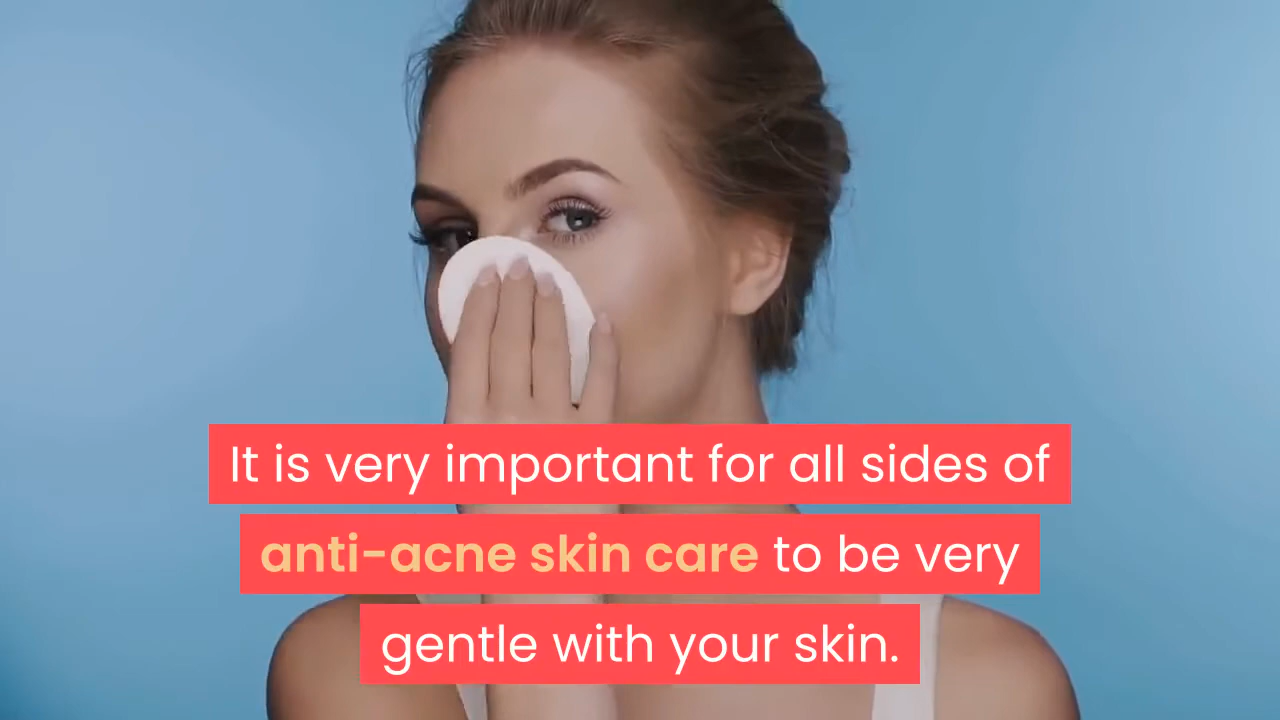 It is very important for all sides of
anti-acne skin care to be very
gentle with your skin.